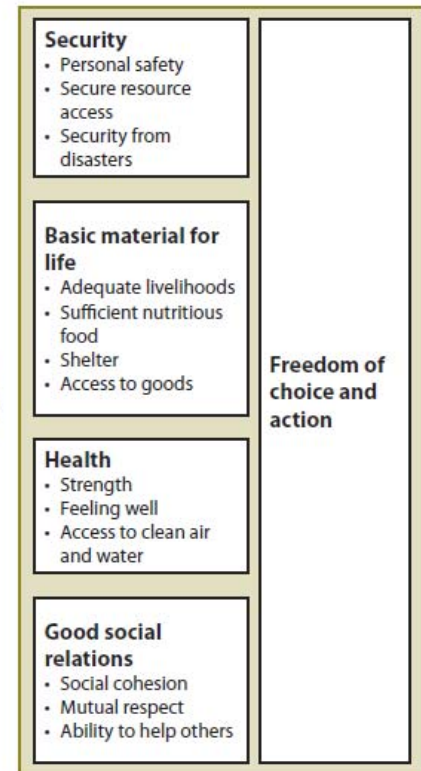 Security
• Personal safety
• Secure resource
access
• Security from
disasters
Basic material for
life
• Adequate livelihoods
• Sufficient nutritious
food
• Shelter
• Access to goods
Health
• Strength
• Feeling well
• Access to clean air
and water
Good social
relations
• Social cohesion
• Mutual respect
• Ability to help others
Freedom of
choice and
action